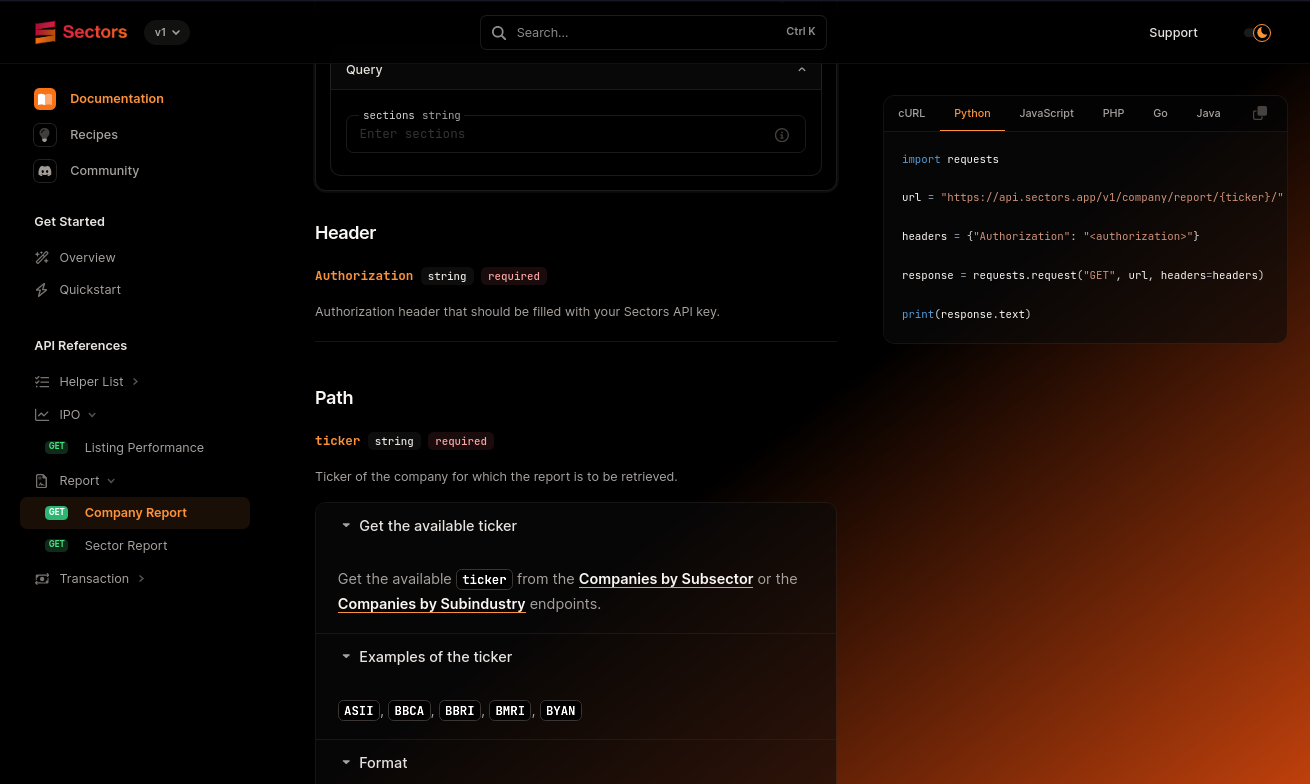 Sectors
v1
Search...
Ctrl K
Support
Documentation
Recipes
Community
Get Started
Overview
Quickstart
API References
Helper List
IPO
GET Listing Performance
Report
GET Company Report
GET Sector Report
Transaction
Query
sections string
Enter sections
Header
Authorization string required
Authorization header that should be filled with your Sectors API key.
Path
ticker string required
Ticker of the company for which the report is to be retrieved.
Get the available ticker
Get the available ticker from the Companies by Subsector or the
Companies by Subindustry endpoints.
Examples of the ticker
ASII, BBCA, BBRI, BMRI, BYAN
Format
cURL Python JavaScript PHP Go Java
import requests
url = "https://api.sectors.app/v1/company/report/{ticker}/"
headers = {"Authorization": "<authorization>"}
response = requests.request("GET", url, headers=headers)
print(response.text)